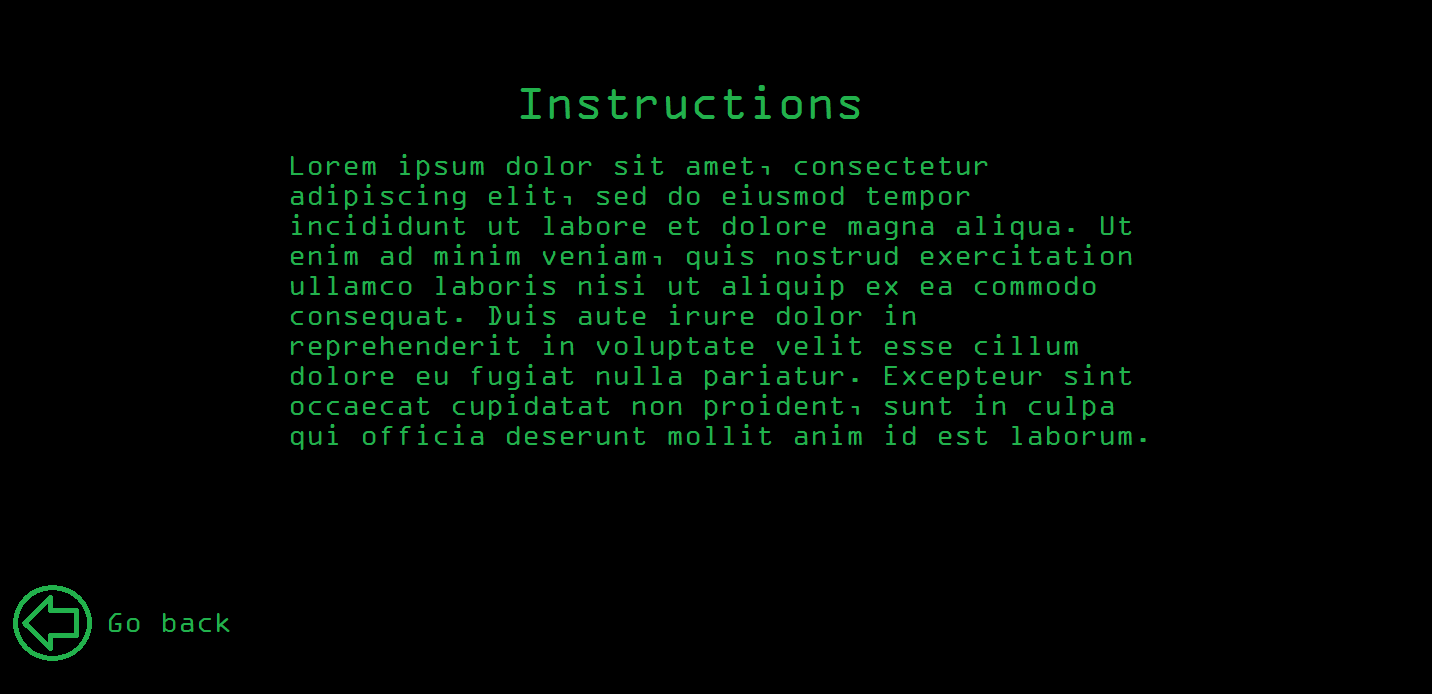 Instructions
Lorem ipsum dolor sit amet, consectetur
adipiscing elit, sed do eiusmod tempor
incididunt ut labore et dolore magna aliqua. Ut
enim ad minim veniam, quis nostrud exercitation
ullamco laboris nisi ut aliquip ex ea commodo
consequat. Duis aute irure dolor in
reprehenderit in voluptate velit esse cillum
dolore eu fugiat nulla pariatur. Excepteur sint
occaecat cupidatat non proident, sunt in culpa
qui officia deserunt mollit anim id est laborum.
Go back